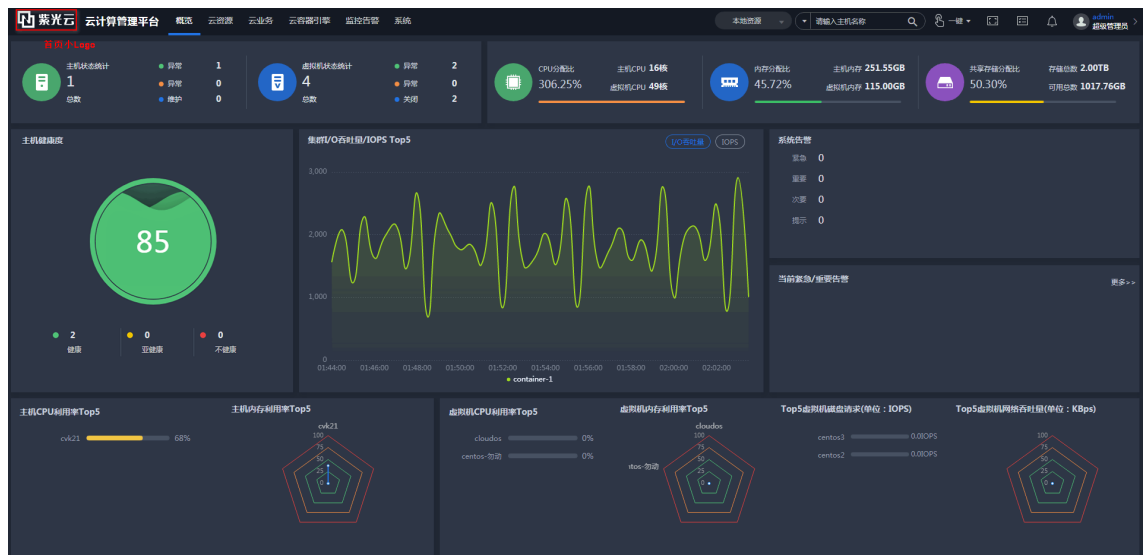 紫光云 云计算管理平台 概览 云资源 云业务 云容器引擎 监控告警 系统 本地资源 请输入主机名称 一键 admin
超级管理员
首页中Logo
主机状态统计
1
总数
异常 1
异常 0
维护 0
虚拟机状态统计
4
总数
异常 2
异常 0
关闭 2
CPU分配比
306.25%
主机CPU 16核
虚拟机CPU 49核
内存分配比
45.72%
主机内存 251.55GB
虚拟机内存 115.00GB
共享存储分配比
50.30%
存储总数 2.00TB
可用总数 1017.76GB
主机健康度
85
2 0 0
健康 亚健康 不健康
集群I/O吞吐量/IOPS Top5 I/O吞吐量 IOPS
3,000
2,000
1,000
0
01:44:00 01:46:00 01:48:00 01:50:00 01:52:00 01:54:00 01:56:00 01:58:00 02:00:00 02:02:00
container-1
系统告警
紧急 0
重要 0
次要 0
提示 0
当前紧急/重要告警 更多>>
主机CPU利用率Top5
cvk21 68%
主机内存利用率Top5
cvk21
100
75
50
25
0
虚拟机CPU利用率Top5
cloudos 0%
centos-勿动 0%
虚拟机内存利用率Top5
cloudos
100
75
50
25
0
ntos-勿动
Top5虚拟机磁盘请求(单位：IOPS)
centos3 0.0IOPS
centos2 0.0IOPS
Top5虚拟机网络吞吐量(单位：KBps)
100
75
50
25
0